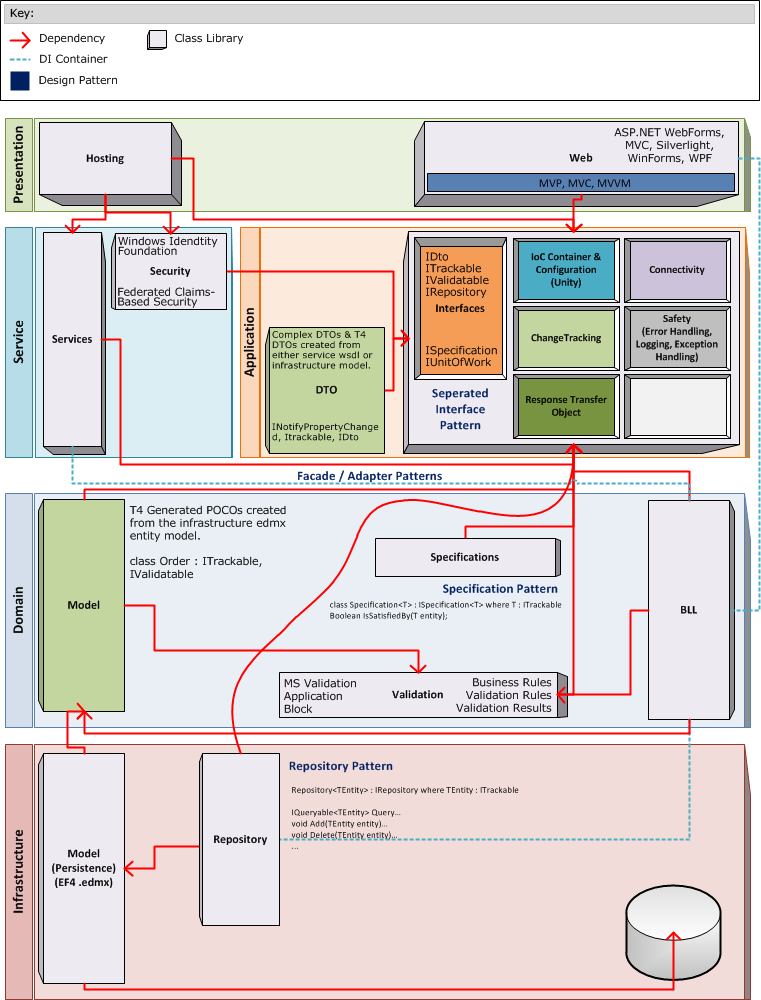 Key:
Dependency
Class Library
DI Container
Design Pattern
Presentation
Hosting
ASP.NET WebForms,
MVC, Silverlight,
WinForms, WPF
Web
MVP, MVC, MVVM
Service
Services
Windows Idendtity
Foundation
Security
Federated Claims-
Based Security
Application
Complex DTOs & T4
DTOs created from
either service wsdl or
infrastructure model.
DTO
INotifyPropertyChange
d, Itrackable, IDto
IDto
ITrackable
IValidatable
IRepository
Interfaces
ISpecification
IUnitOfWork
Seperated
Interface
Pattern
IoC Container &
Configuration
(Unity)
Connectivity
ChangeTracking
Safety
(Error Handling,
Logging, Exception
Handling)
Response Transfer
Object
Facade / Adapter Patterns
Domain
Model
T4 Generated POCOs created
from the infrastructure edmx
entity model.
class Order : ITrackable,
IValidatable
Specifications
Specification Pattern
class Specification<T> : ISpecification<T> where T : ITrackable
Boolean IsSatisfiedBy(T entity);
BLL
MS Validation
Application
Block
Validation
Business Rules
Validation Rules
Validation Results
Infrastructure
Model
(Persistence)
(EF4 .edmx)
Repository
Repository Pattern
Repository<TEntity> : IRepository where TEntity : ITrackable
IQueryable<TEntity> Query...
void Add(TEntity entity)...
void Delete(TEntity entity)...
...